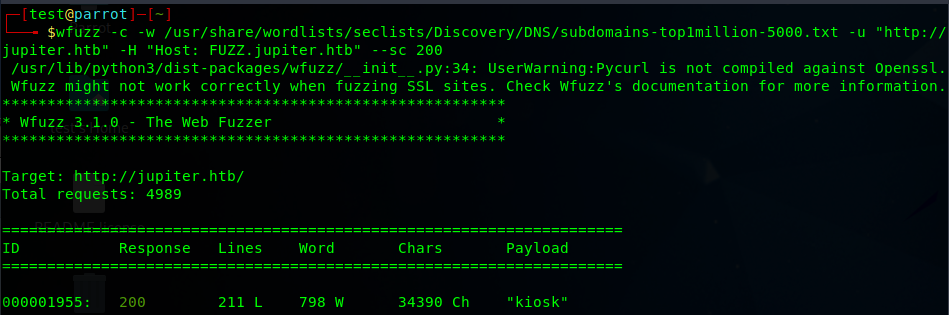 ┌─[test@parrot]─[~]
└──╼ $wfuzz -c -w /usr/share/wordlists/seclists/Discovery/DNS/subdomains-top1million-5000.txt -u "http://
jupiter.htb" -H "Host: FUZZ.jupiter.htb" --sc 200
 /usr/lib/python3/dist-packages/wfuzz/__init__.py:34: UserWarning:Pycurl is not compiled against Openssl.
 Wfuzz might not work correctly when fuzzing SSL sites. Check Wfuzz's documentation for more information.
********************************************************
* Wfuzz 3.1.0 - The Web Fuzzer                         *
********************************************************

Target: http://jupiter.htb/
Total requests: 4989

=====================================================================
ID           Response   Lines    Word       Chars       Payload
=====================================================================

000001955:   200        211 L    798 W      34390 Ch    "kiosk"